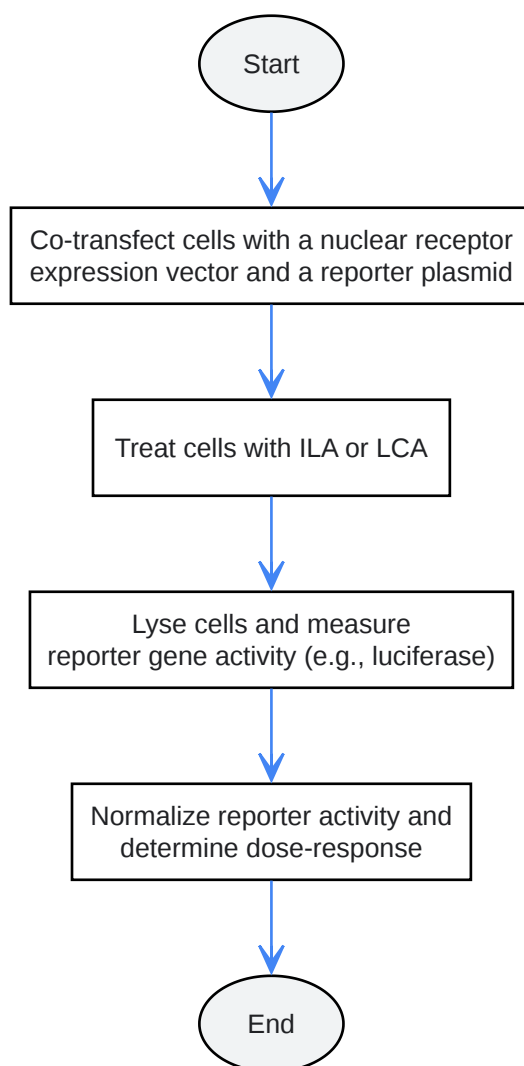 Start
Co-transfect cells with a nuclear receptor
expression vector and a reporter plasmid
Treat cells with ILA or LCA
Lyse cells and measure
reporter gene activity (e.g., luciferase)
Normalize reporter activity and
determine dose-response
End